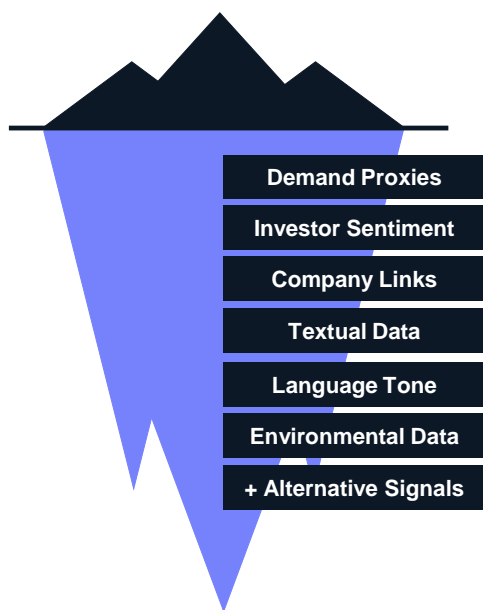 Demand Proxies
Investor Sentiment
Company Links
Textual Data
Language Tone
Environmental Data
+ Alternative Signals